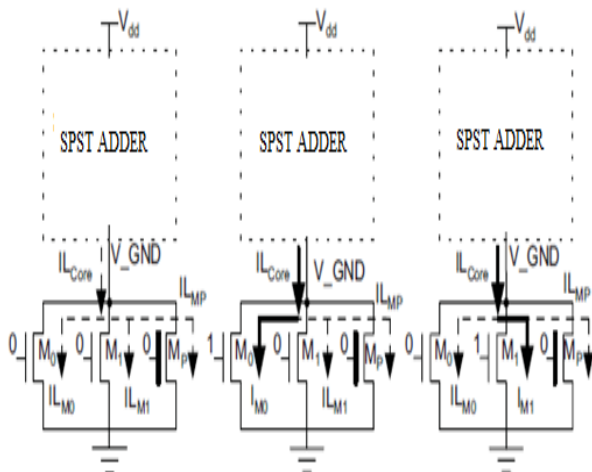 Vdd Vdd Vdd
SPST ADDER SPST ADDER SPST ADDER
V_GND V_GND V_GND
ILCore ILCore ILCore
ILMP ILMP ILMP
0 M0 0 M1 0 MP 1 M0 0 M1 0 MP 0 M0 1 M1 0 MP
ILM0 ILM1 IM0 ILM1 ILM0 IM1